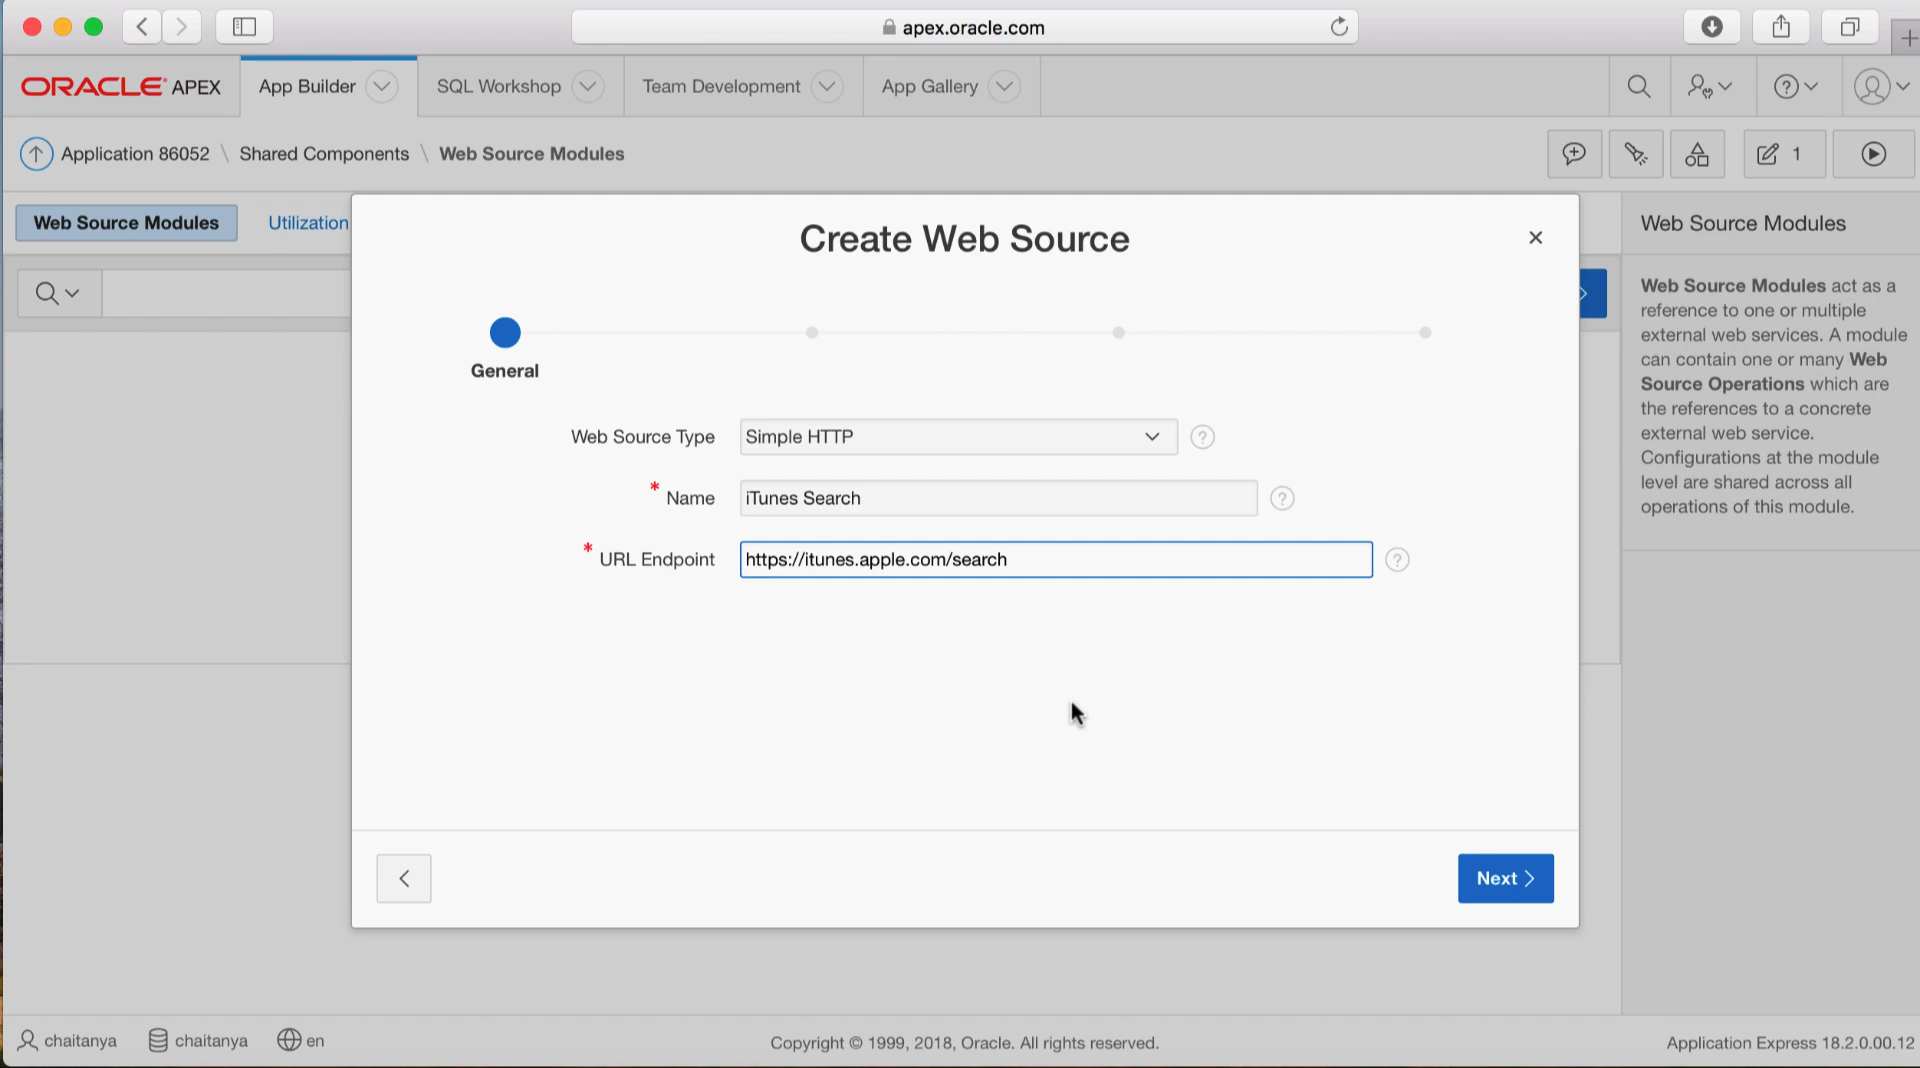 apex.oracle.com
ORACLE APEX
App Builder
SQL Workshop
Team Development
App Gallery
Application 86052 \ Shared Components \ Web Source Modules
1
Web Source Modules
Utilization
Create Web Source
General
Web Source Type
Simple HTTP
* Name
iTunes Search
* URL Endpoint
https://itunes.apple.com/search
Next
Web Source Modules
Web Source Modules act as a
reference to one or multiple
external web services. A module
can contain one or many Web
Source Operations which are
the references to a concrete
external web service.
Configurations at the module
level are shared across all
operations of this module.
chaitanya
chaitanya
en
Copyright © 1999, 2018, Oracle. All rights reserved.
Application Express 18.2.0.00.12